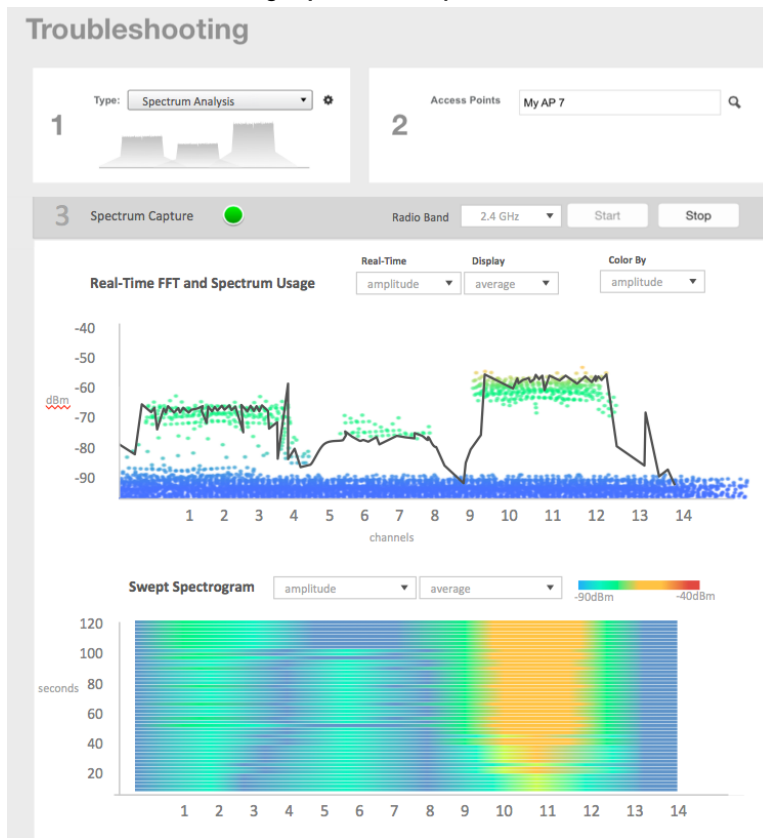 Troubleshooting
1
Type:
Spectrum Analysis
2
Access Points
My AP 7
3
Spectrum Capture
Radio Band
2.4 GHz
Start
Stop
Real-Time FFT and Spectrum Usage
Real-Time
amplitude
Display
average
Color By
amplitude
-40
-50
-60
dBm
-70
-80
-90
1 2 3 4 5 6 7 8 9 10 11 12 13 14
channels
Swept Spectrogram
amplitude
average
-90dBm -40dBm
120
100
seconds 80
60
40
20
1 2 3 4 5 6 7 8 9 10 11 12 13 14